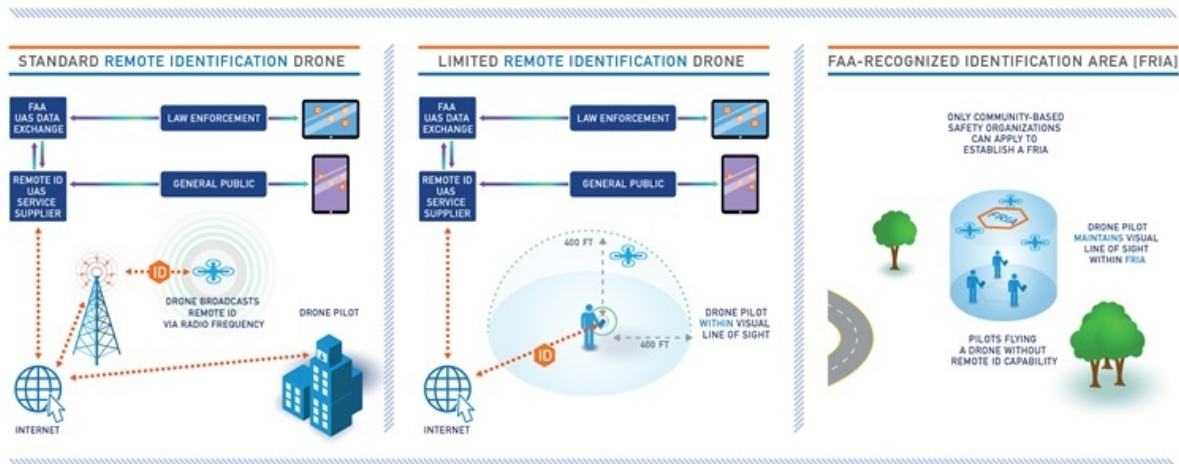 STANDARD REMOTE IDENTIFICATION DRONE
FAA
UAS DATA
EXCHANGE
LAW ENFORCEMENT
REMOTE ID
UAS
SERVICE
SUPPLIER
GENERAL PUBLIC
ID
DRONE BROADCASTS
REMOTE ID
VIA RADIO FREQUENCY
DRONE PILOT
INTERNET
LIMITED REMOTE IDENTIFICATION DRONE
FAA
UAS DATA
EXCHANGE
LAW ENFORCEMENT
REMOTE ID
UAS
SERVICE
SUPPLIER
GENERAL PUBLIC
400 FT
DRONE PILOT
WITHIN VISUAL
LINE OF SIGHT
400 FT
ID
INTERNET
FAA-RECOGNIZED IDENTIFICATION AREA [FRIA]
ONLY COMMUNITY-BASED
SAFETY ORGANIZATIONS
CAN APPLY TO
ESTABLISH A FRIA
FRIA
DRONE PILOT
MAINTAINS VISUAL
LINE OF SIGHT
WITHIN FRIA
PILOTS FLYING
A DRONE WITHOUT
REMOTE ID CAPABILITY